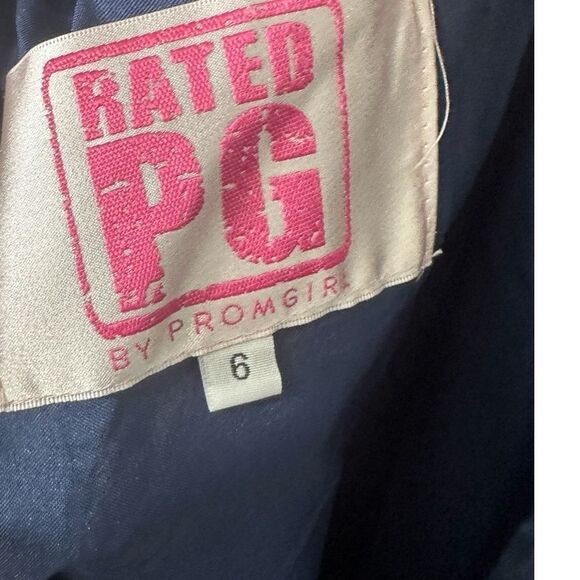 RATED
PG
BY PROMGIRL
6